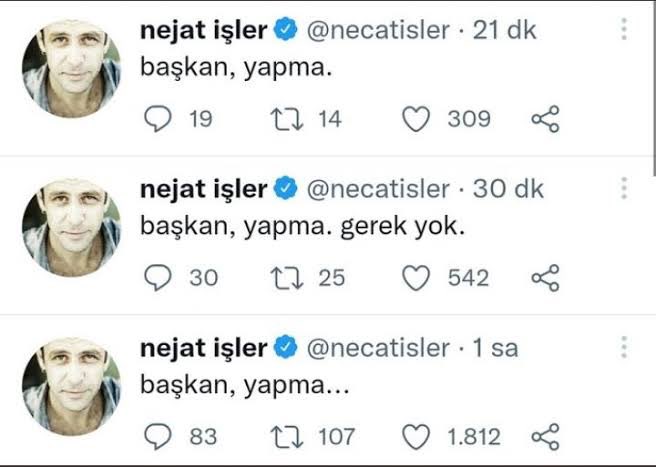 nejat işler @necatisler · 21 dk
başkan, yapma.
19 14 309
nejat işler @necatisler · 30 dk
başkan, yapma. gerek yok.
30 25 542
nejat işler @necatisler · 1 sa
başkan, yapma...
83 107 1.812